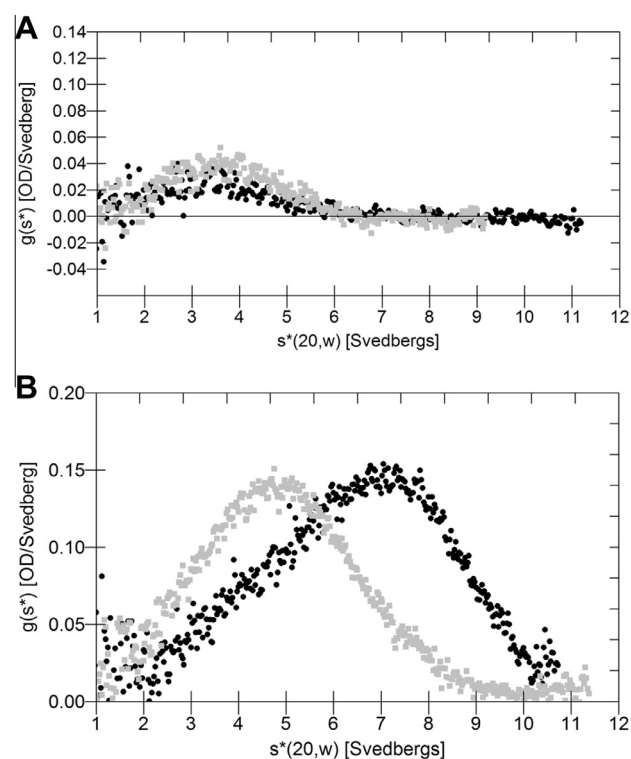 A
0.14
0.12
0.10
0.08
0.06
0.04
0.02
0.00
-0.02
-0.04
g(s*) [OD/Svedberg]
1 2 3 4 5 6 7 8 9 10 11 12
s*(20,w) [Svedbergs]
B
0.20
0.15
0.10
0.05
0.00
g(s*) [OD/Svedberg]
1 2 3 4 5 6 7 8 9 10 11 12
s*(20,w) [Svedbergs]